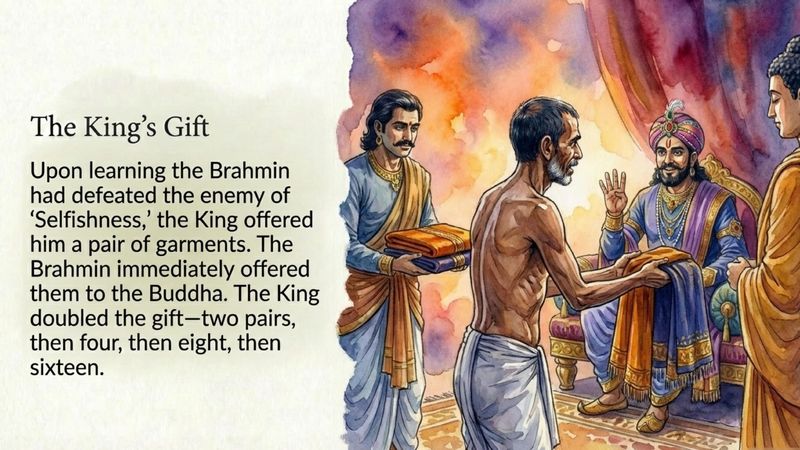 The King’s Gift
Upon learning the Brahmin
had defeated the enemy of
‘Selfishness,’ the King offered
him a pair of garments. The
Brahmin immediately offered
them to the Buddha. The King
doubled the gift—two pairs,
then four, then eight, then
sixteen.